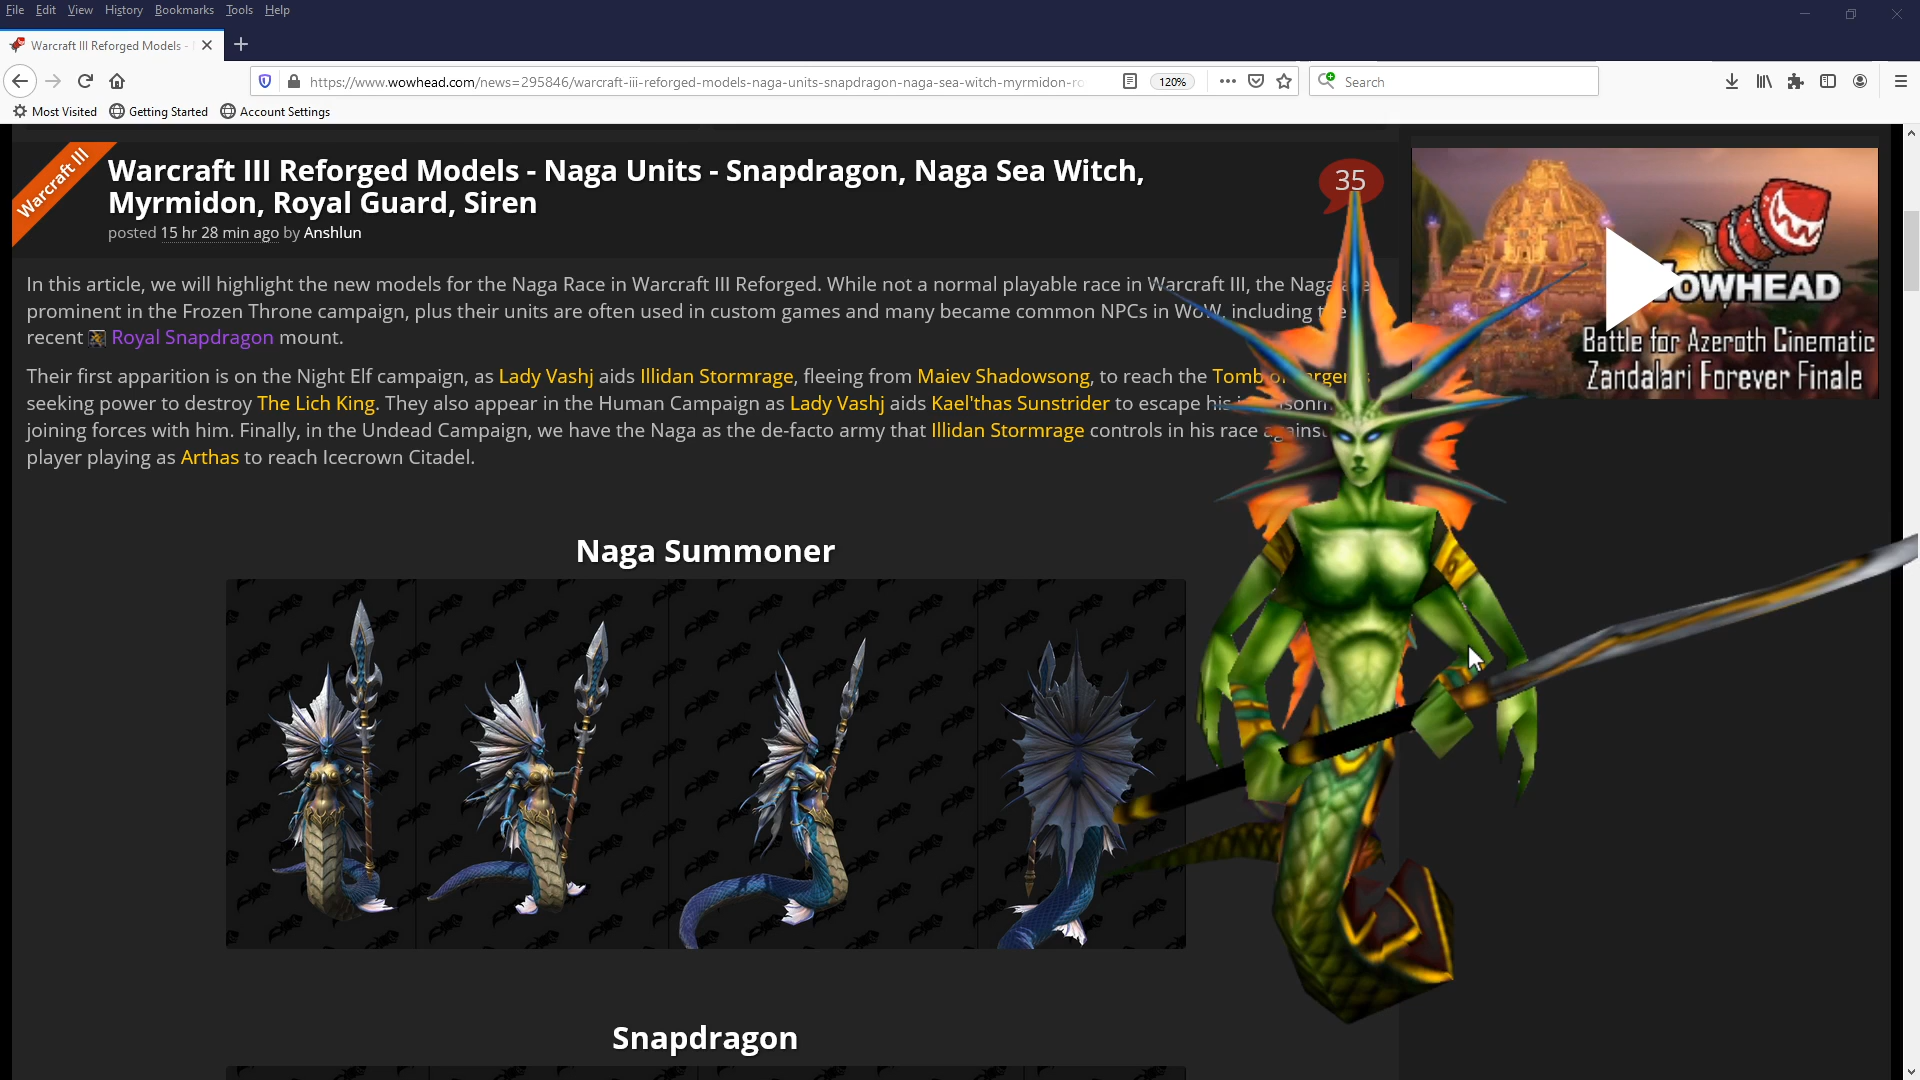 File Edit View History Bookmarks Tools Help
Warcraft III Reforged Models -
https://www.wowhead.com/news=295846/warcraft-iii-reforged-models-naga-units-snapdragon-naga-sea-witch-myrmidon-ro
120%
Search
Most Visited Getting Started Account Settings
Warcraft III
Warcraft III Reforged Models - Naga Units - Snapdragon, Naga Sea Witch,
Myrmidon, Royal Guard, Siren
35
posted 15 hr 28 min ago by Anshlun
WOWHEAD
Battle for Azeroth Cinematic
Zandalari Forever Finale
In this article, we will highlight the new models for the Naga Race in Warcraft III Reforged. While not a normal playable race in Warcraft III, the Naga
prominent in the Frozen Throne campaign, plus their units are often used in custom games and many became common NPCs in WoW, including the
recent Royal Snapdragon mount.
Their first apparition is on the Night Elf campaign, as Lady Vashj aids Illidan Stormrage, fleeing from Maiev Shadowsong, to reach the Tomb of
seeking power to destroy The Lich King. They also appear in the Human Campaign as Lady Vashj aids Kael'thas Sunstrider to escape his
joining forces with him. Finally, in the Undead Campaign, we have the Naga as the de-facto army that Illidan Stormrage controls in his race against
player playing as Arthas to reach Icecrown Citadel.
Naga Summoner
Snapdragon